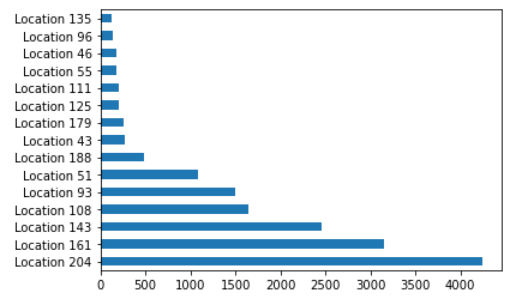 Location 135
Location 96
Location 46
Location 55
Location 111
Location 125
Location 179
Location 43
Location 188
Location 51
Location 93
Location 108
Location 143
Location 161
Location 204
0 500 1000 1500 2000 2500 3000 3500 4000